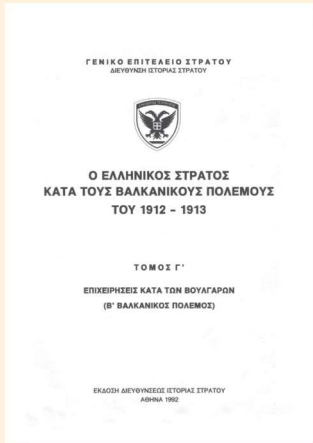 ΓΕΝΙΚΟ ΕΠΙΤΕΛΕΙΟ ΣΤΡΑΤΟΥ
ΔΙΕΥΘΥΝΣΗ ΙΣΤΟΡΙΑΣ ΣΤΡΑΤΟΥ
Ο ΕΛΛΗΝΙΚΟΣ ΣΤΡΑΤΟΣ
ΚΑΤΑ ΤΟΥΣ ΒΑΛΚΑΝΙΚΟΥΣ ΠΟΛΕΜΟΥΣ
ΤΟΥ 1912 - 1913
ΤΟΜΟΣ Γ'
ΕΠΙΧΕΙΡΗΣΕΙΣ ΚΑΤΑ ΤΩΝ ΒΟΥΛΓΑΡΩΝ
(Β' ΒΑΛΚΑΝΙΚΟΣ ΠΟΛΕΜΟΣ)
ΕΚΔΟΣΗ ΔΙΕΥΘΥΝΣΕΩΣ ΙΣΤΟΡΙΑΣ ΣΤΡΑΤΟΥ
ΑΘΗΝΑ 1992